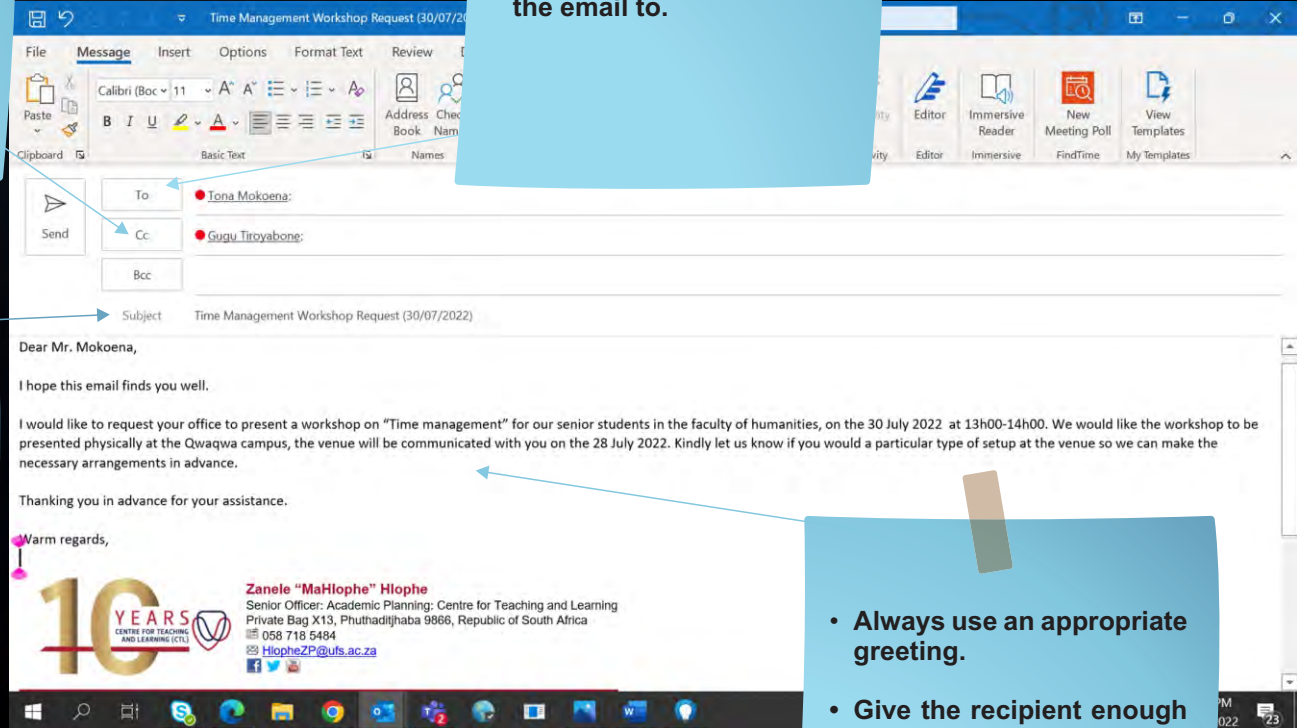 the email to.
Time Management Workshop Request (30/07/20
File Message Insert Options Format Text Review
Paste
Calibri (Boc 11
B I U
Address Book
Editor
Immersive Reader
New Meeting Poll
View Templates
Clipboard Basic Text Names Editor Immersive FindTime My Templates
Send
To Tona Mokoena;
Cc Gugu Tiroyabone;
Bcc
Subject Time Management Workshop Request (30/07/2022)
Dear Mr. Mokoena,
I hope this email finds you well.
I would like to request your office to present a workshop on “Time management” for our senior students in the faculty of humanities, on the 30 July 2022 at 13h00-14h00. We would like the workshop to be
presented physically at the Qwaqwa campus, the venue will be communicated with you on the 28 July 2022. Kindly let us know if you would a particular type of setup at the venue so we can make the
necessary arrangements in advance.
Thanking you in advance for your assistance.
Warm regards,
10 YEARS
CENTRE FOR TEACHING
AND LEARNING (CTL)
Zanele “MaHlophe” Hlophe
Senior Officer: Academic Planning: Centre for Teaching and Learning
Private Bag X13, Phuthaditjhaba 9866, Republic of South Africa
058 718 5484
HlopheZP@ufs.ac.za
• Always use an appropriate
greeting.
• Give the recipient enough
PM
022
23